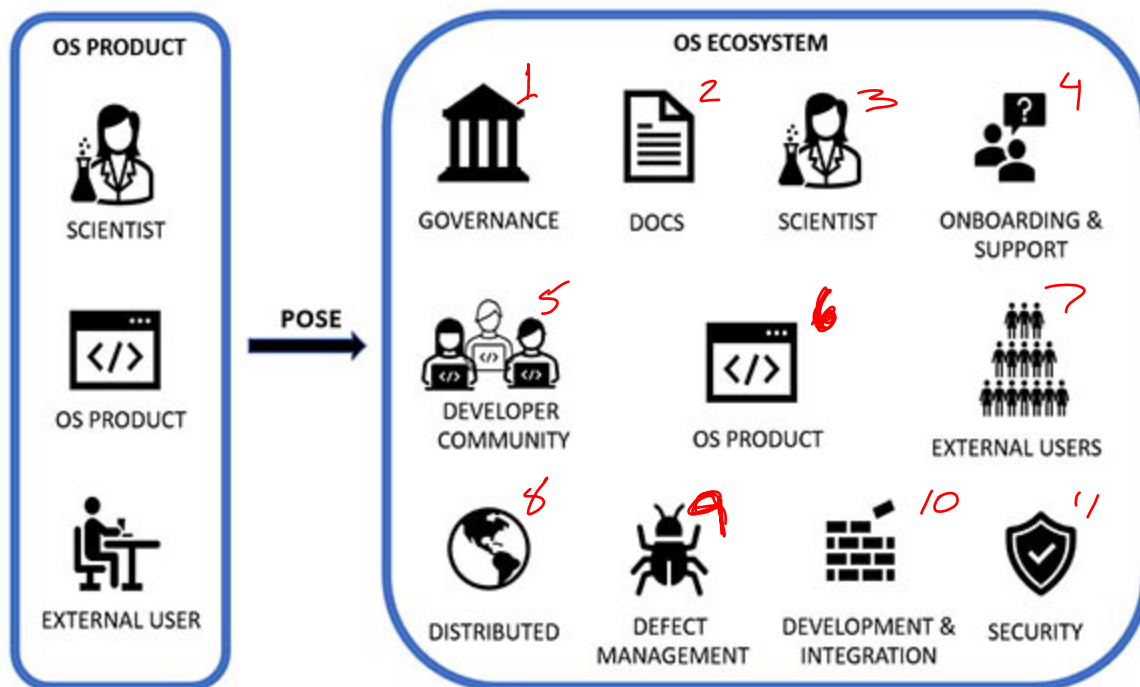 OS PRODUCT
SCIENTIST
</>
OS PRODUCT
EXTERNAL USER
POSE
OS ECOSYSTEM
1
GOVERNANCE
2
DOCS
3
SCIENTIST
4
?
ONBOARDING &
SUPPORT
5
</>
</>
</>
DEVELOPER
COMMUNITY
6
</>
OS PRODUCT
7
EXTERNAL USERS
8
DISTRIBUTED
9
DEFECT
MANAGEMENT
10
DEVELOPMENT &
INTEGRATION
11
SECURITY